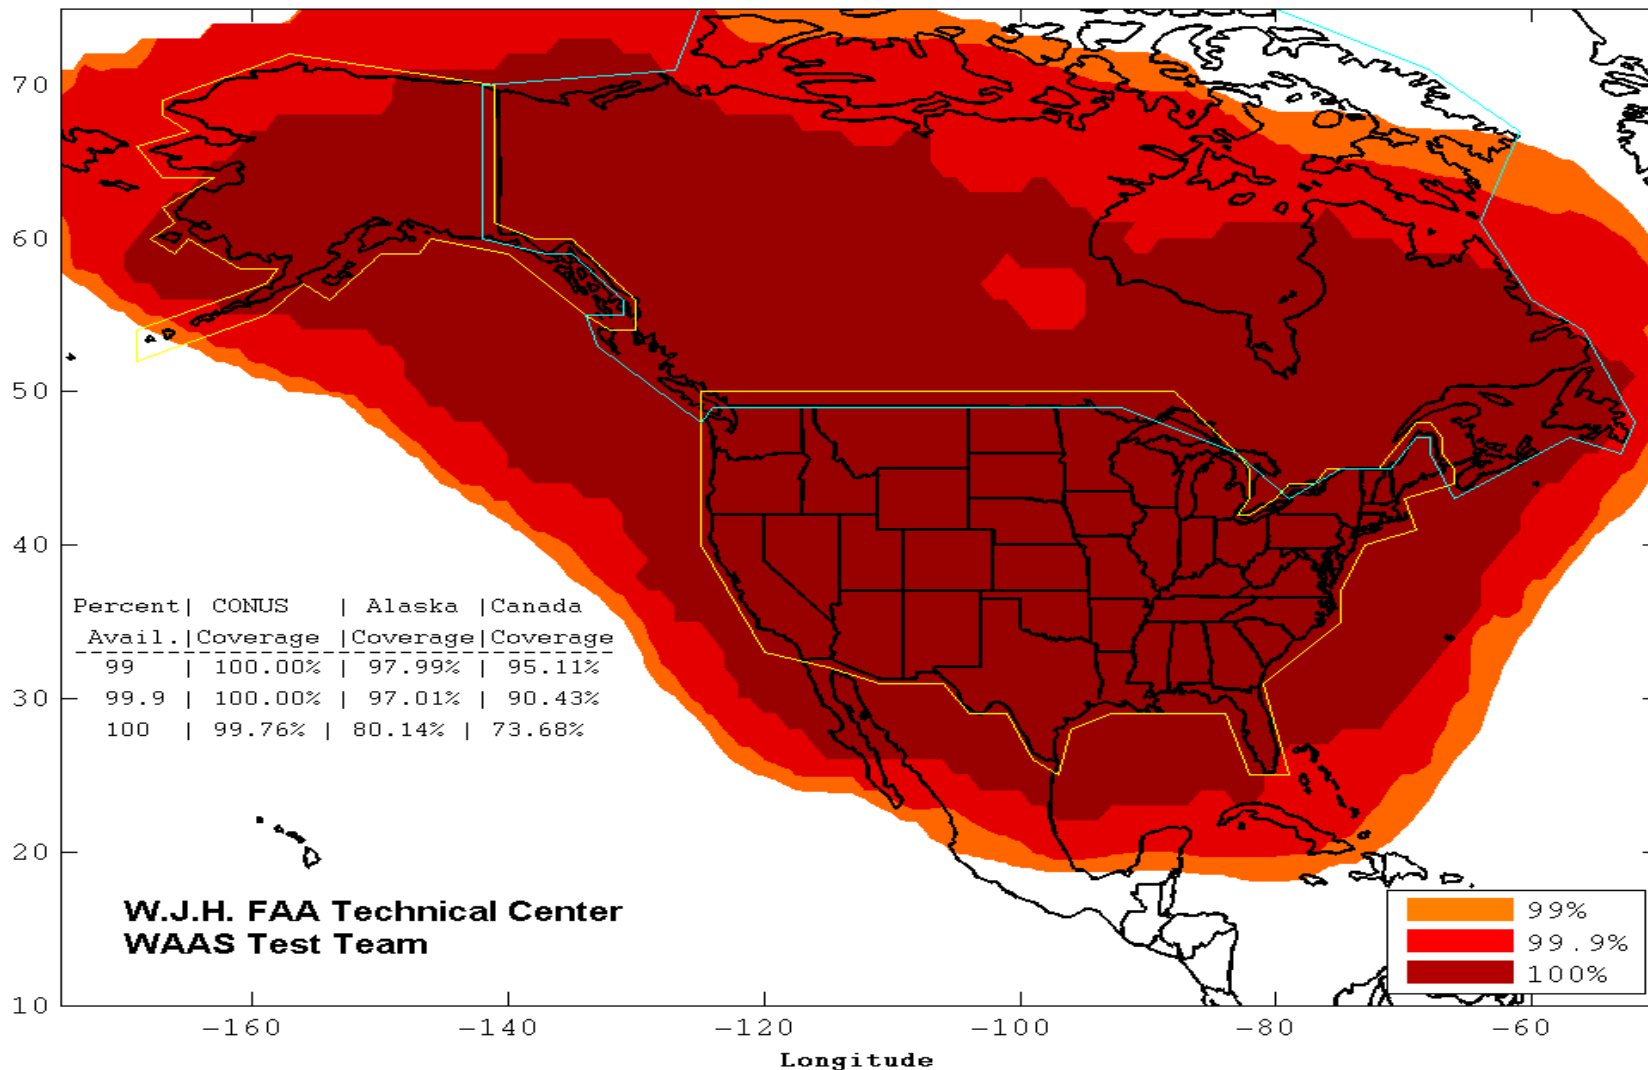 70
60
50
40
Percent| CONUS | Alaska |Canada
Avail.|Coverage |Coverage|Coverage
99 | 100.00% | 97.99% | 95.11%
99.9 | 100.00% | 97.01% | 90.43%
100 | 99.76% | 80.14% | 73.68%
30
20
W.J.H. FAA Technical Center
WAAS Test Team
99%
99.9%
100%
10
-160 -140 -120 -100 -80 -60
Longitude